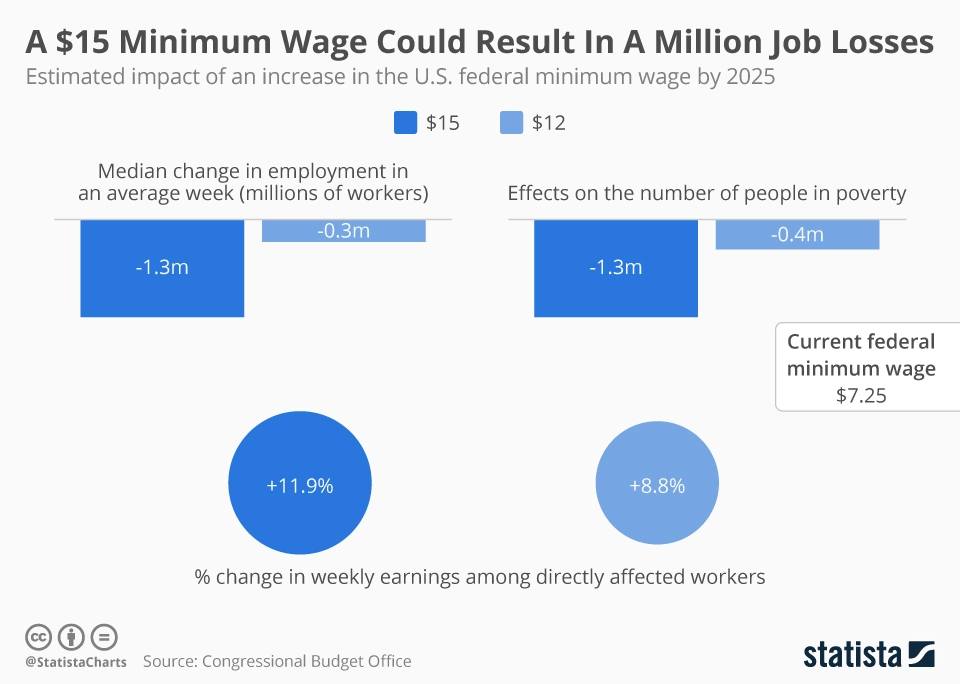 A $15 Minimum Wage Could Result In A Million Job Losses
Estimated impact of an increase in the U.S. federal minimum wage by 2025
$15 $12
Median change in employment in
an average week (millions of workers)
-1.3m -0.3m
Effects on the number of people in poverty
-1.3m -0.4m
Current federal
minimum wage
$7.25
+11.9% +8.8%
% change in weekly earnings among directly affected workers
cc
@StatistaCharts Source: Congressional Budget Office
statista